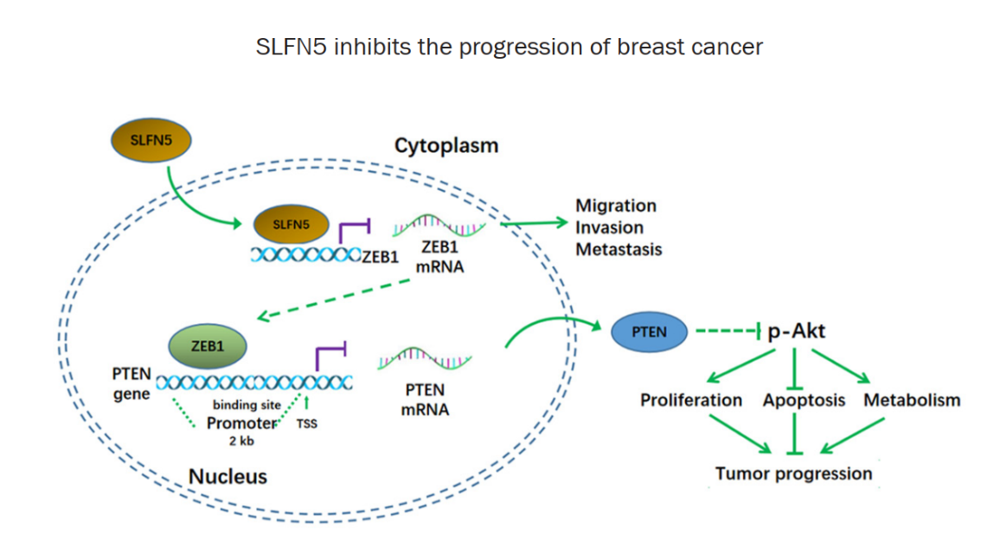 SLFN5 inhibits the progression of breast cancer
SLFN5
Cytoplasm
SLFN5
ZEB1
ZEB1
mRNA
Migration
Invasion
Metastasis
ZEB1
PTEN
gene
binding site
Promoter
2 kb
TSS
PTEN
mRNA
Nucleus
PTEN
p-Akt
Proliferation
Apoptosis
Metabolism
Tumor progression